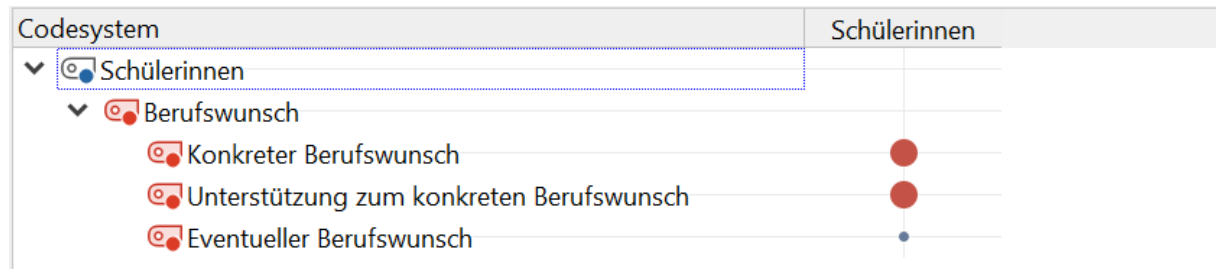 Codesystem Schülerinnen
Schülerinnen
Berufswunsch
Konkreter Berufswunsch
Unterstützung zum konkreten Berufswunsch
Eventueller Berufswunsch